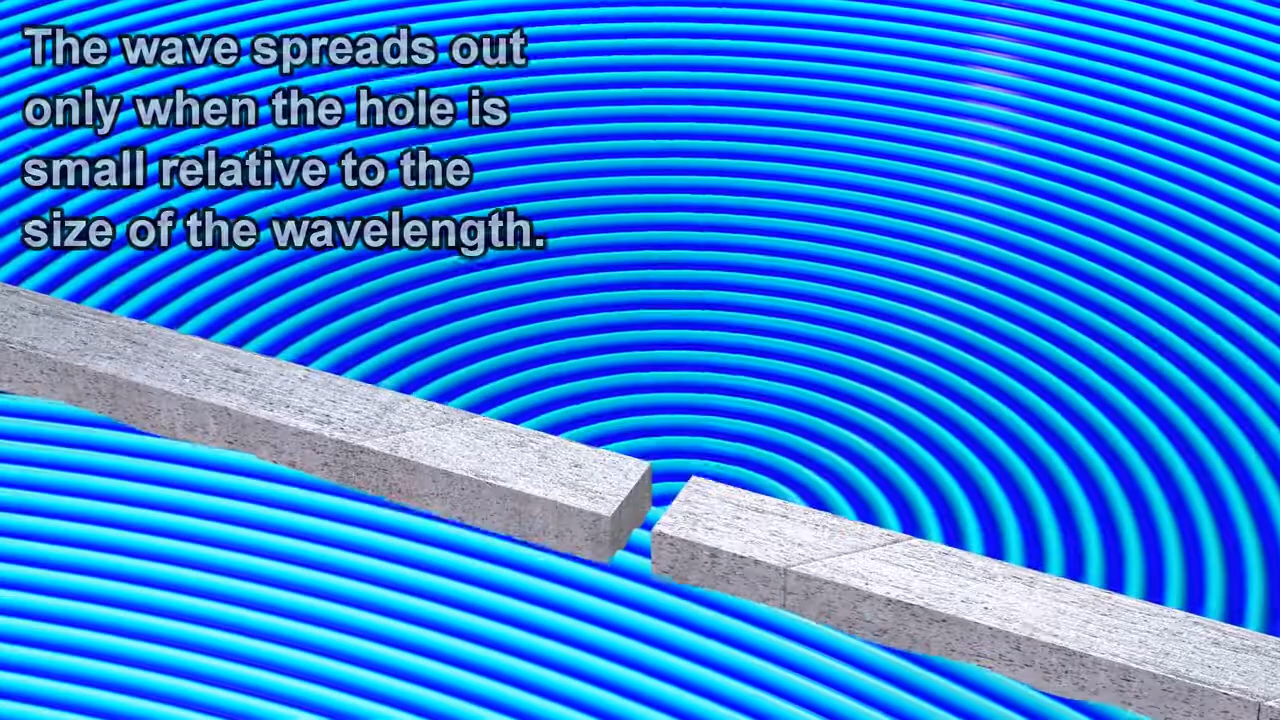 The wave spreads out
only when the hole is
small relative to the
size of the wavelength.